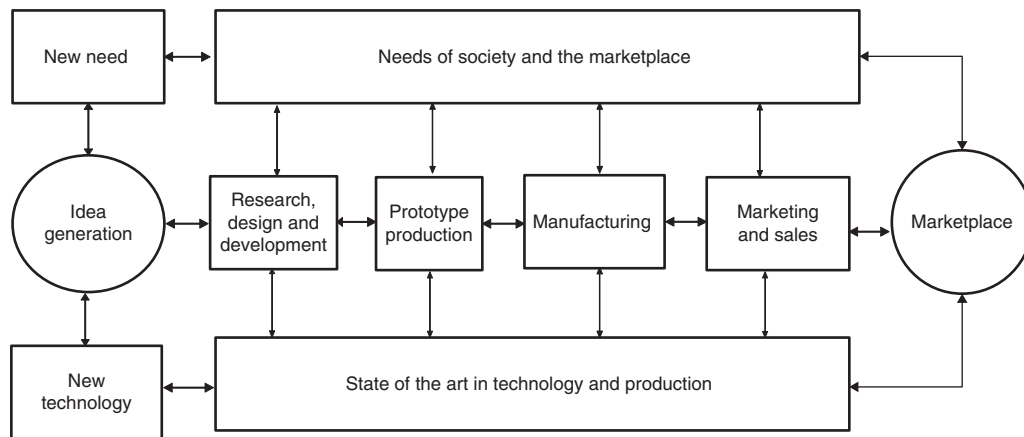 New need
Needs of society and the marketplace
Idea
generation
Research,
design and
development
Prototype
production
Manufacturing
Marketing
and sales
Marketplace
New
technology
State of the art in technology and production